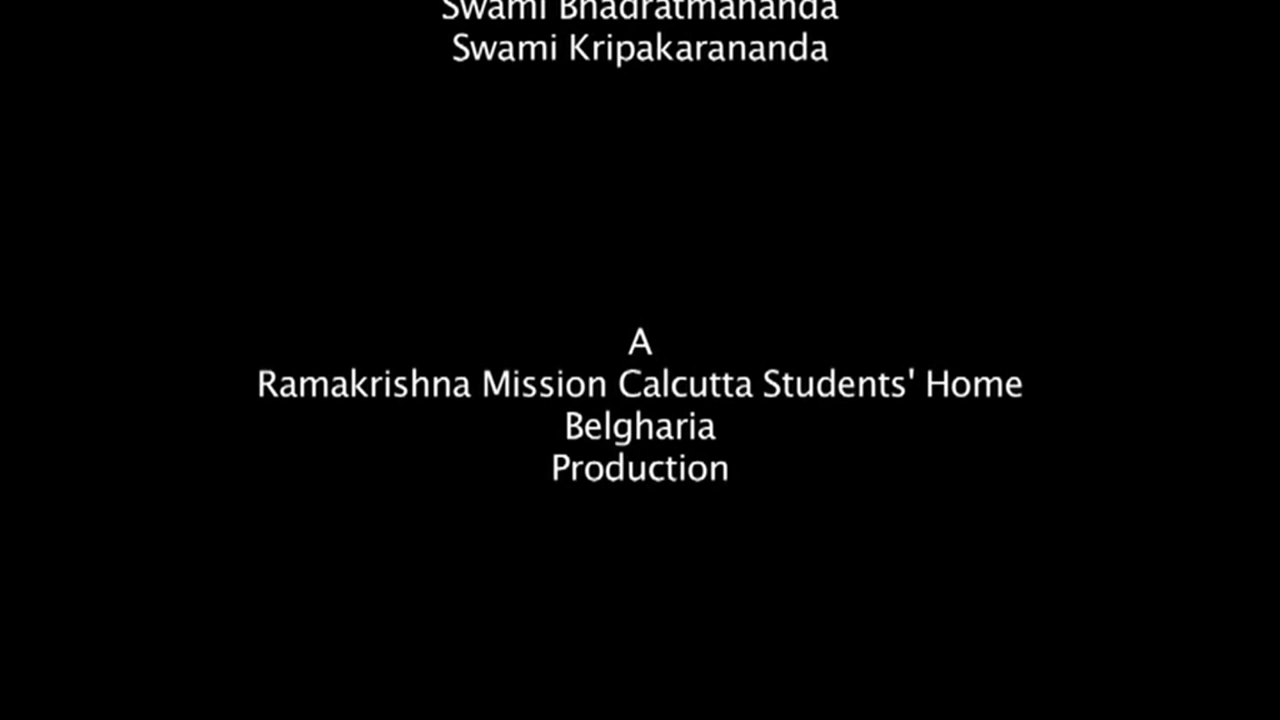 Swami Bhadratmananda
Swami Kripakarananda
A
Ramakrishna Mission Calcutta Students' Home
Belgharia
Production